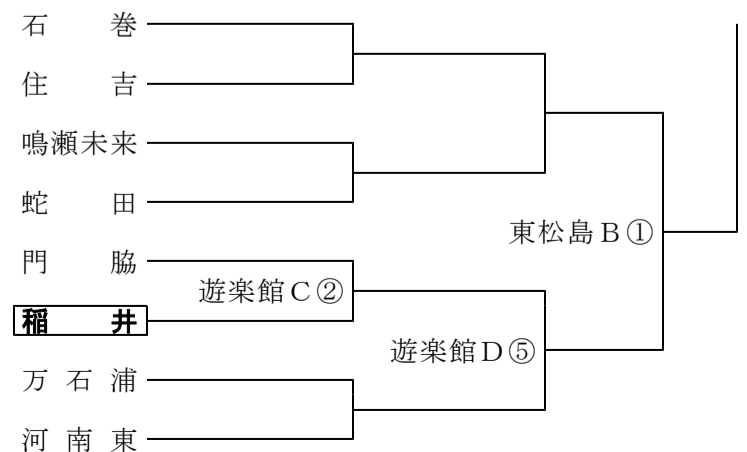 石巻
住吉
鳴瀬未来
蛇田
東松島B①
門脇
遊楽館C②
稲井
遊楽館D⑤
万石浦
河南東